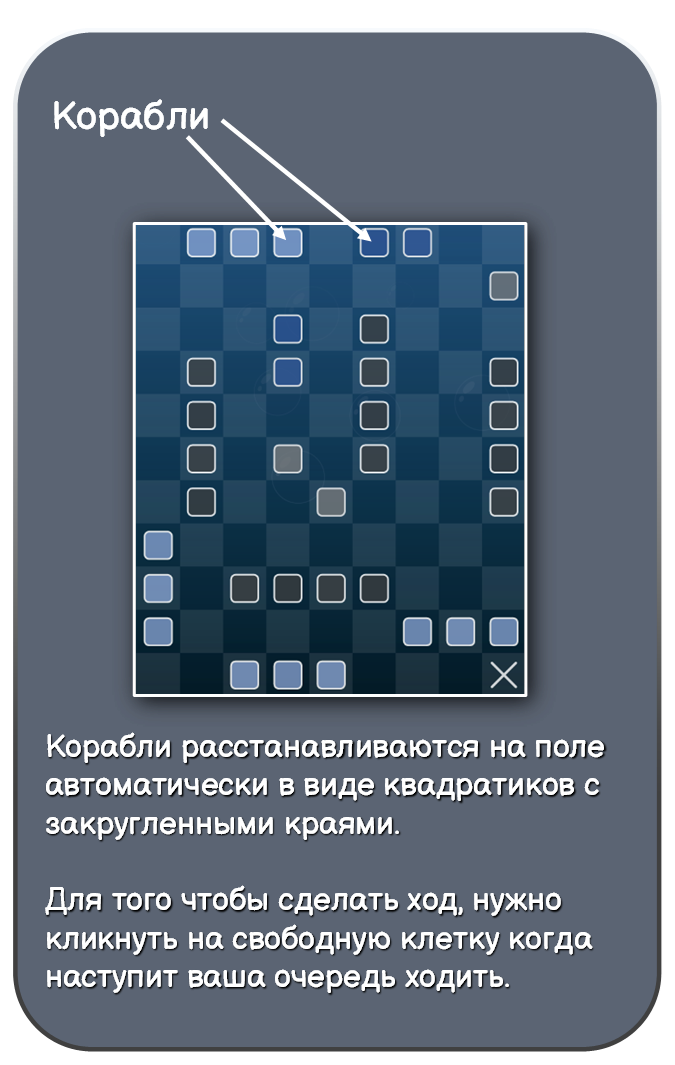 Корабли
Корабли расстанавливаются на поле
автоматически в виде квадратиков с
закругленными краями.
Для того чтобы сделать ход, нужно
кликнуть на свободную клетку когда
наступит ваша очередь ходить.